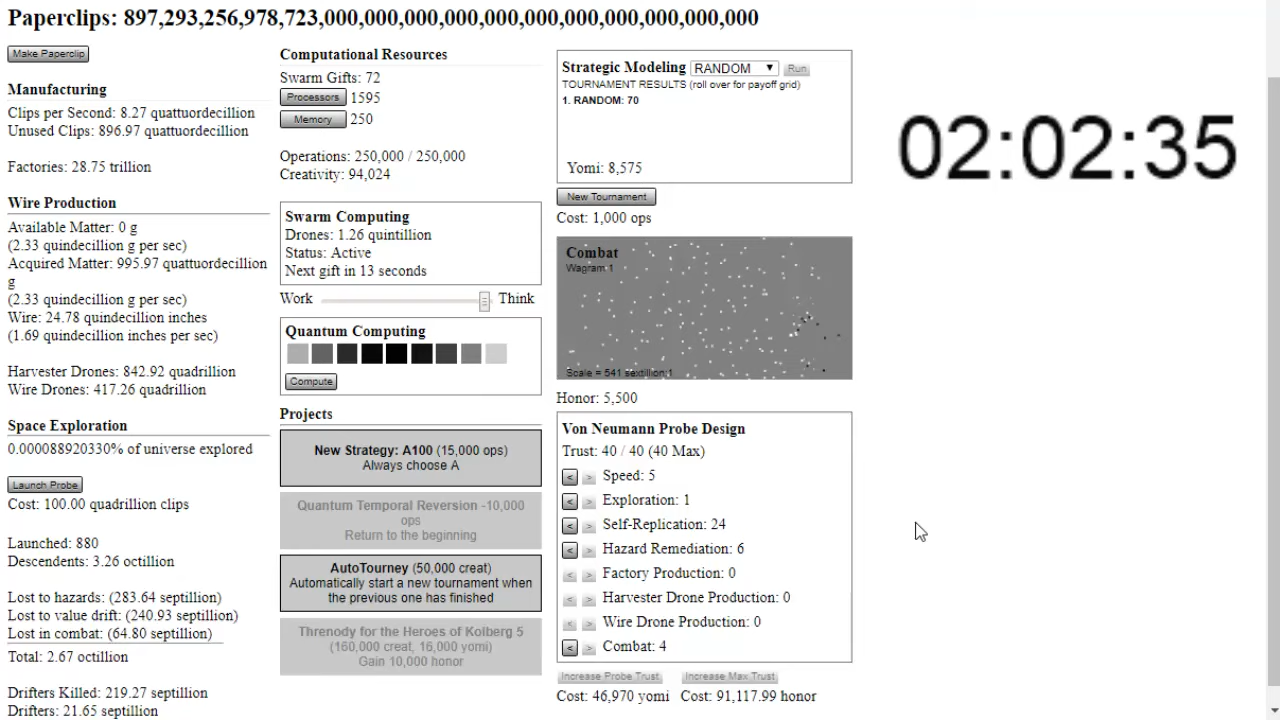 Paperclips: 897,293,256,978,723,000,000,000,000,000,000,000,000,000,000,000
Make Paperclip
Manufacturing
Clips per Second: 8.27 quattuordecillion
Unused Clips: 896.97 quattuordecillion
Factories: 28.75 trillion
Wire Production
Available Matter: 0 g
(2.33 quindecillion g per sec)
Acquired Matter: 995.97 quattuordecillion
g
(2.33 quindecillion g per sec)
Wire: 24.78 quindecillion inches
(1.69 quindecillion inches per sec)
Harvester Drones: 842.92 quadrillion
Wire Drones: 417.26 quadrillion
Space Exploration
0.000088920330% of universe explored
Launch Probe
Cost: 100.00 quadrillion clips
Launched: 880
Descendents: 3.26 octillion
Lost to hazards: (283.64 septillion)
Lost to value drift: (240.93 septillion)
Lost in combat: (64.80 septillion)
Total: 2.67 octillion
Drifters Killed: 219.27 septillion
Drifters: 21.65 septillion
Computational Resources
Swarm Gifts: 72
Processors 1595
Memory 250
Operations: 250,000 / 250,000
Creativity: 94,024
Swarm Computing
Drones: 1.26 quintillion
Status: Active
Next gift in 13 seconds
Work Think
Quantum Computing
Compute
Projects
New Strategy: A100 (15,000 ops)
Always choose A
Quantum Temporal Reversion -10,000
ops
Return to the beginning
AutoTourney (50,000 creat)
Automatically start a new tournament when
the previous one has finished
Threnody for the Heroes of Kolberg 5
(160,000 creat, 16,000 yomi)
Gain 10,000 honor
Strategic Modeling RANDOM ▼ Run
TOURNAMENT RESULTS (roll over for payoff grid)
1. RANDOM: 70
Yomi: 8,575
New Tournament
Cost: 1,000 ops
Combat
Wagram 1
Scale = 541 sextillion:1
Honor: 5,500
Von Neumann Probe Design
Trust: 40 / 40 (40 Max)
< > Speed: 5
< > Exploration: 1
< > Self-Replication: 24
< > Hazard Remediation: 6
< > Factory Production: 0
< > Harvester Drone Production: 0
< > Wire Drone Production: 0
< > Combat: 4
Increase Probe Trust Increase Max Trust
Cost: 46,970 yomi Cost: 91,117.99 honor
02:02:35